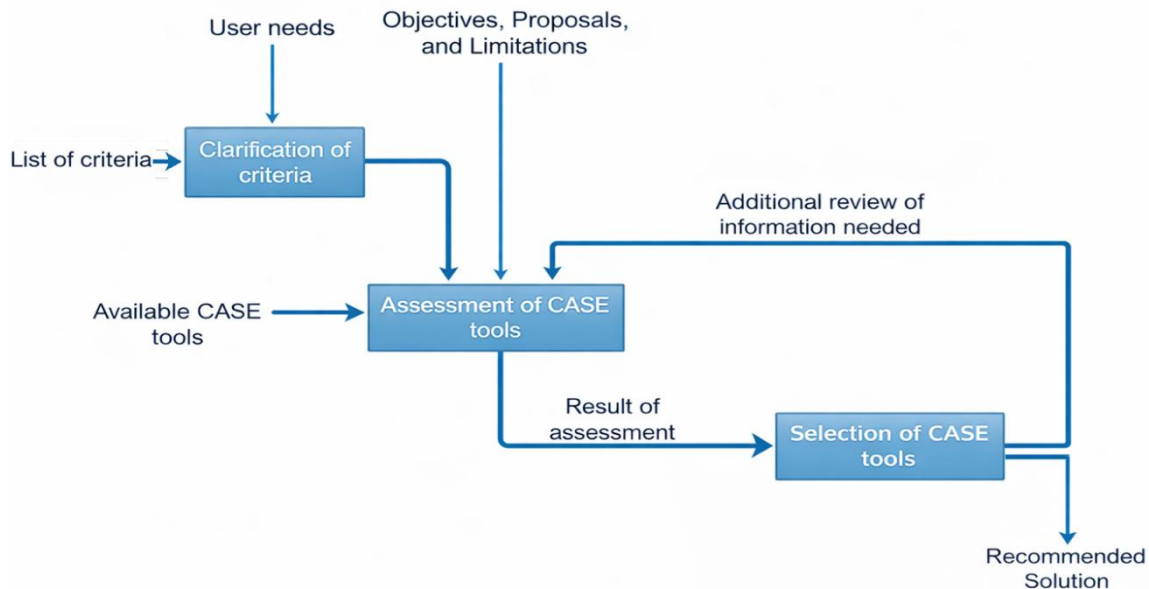 User needs
Objectives, Proposals,
and Limitations
List of criteria
Clarification of
criteria
Additional review of
information needed
Available CASE
tools
Assessment of CASE
tools
Result of
assessment
Selection of CASE
tools
Recommended
Solution